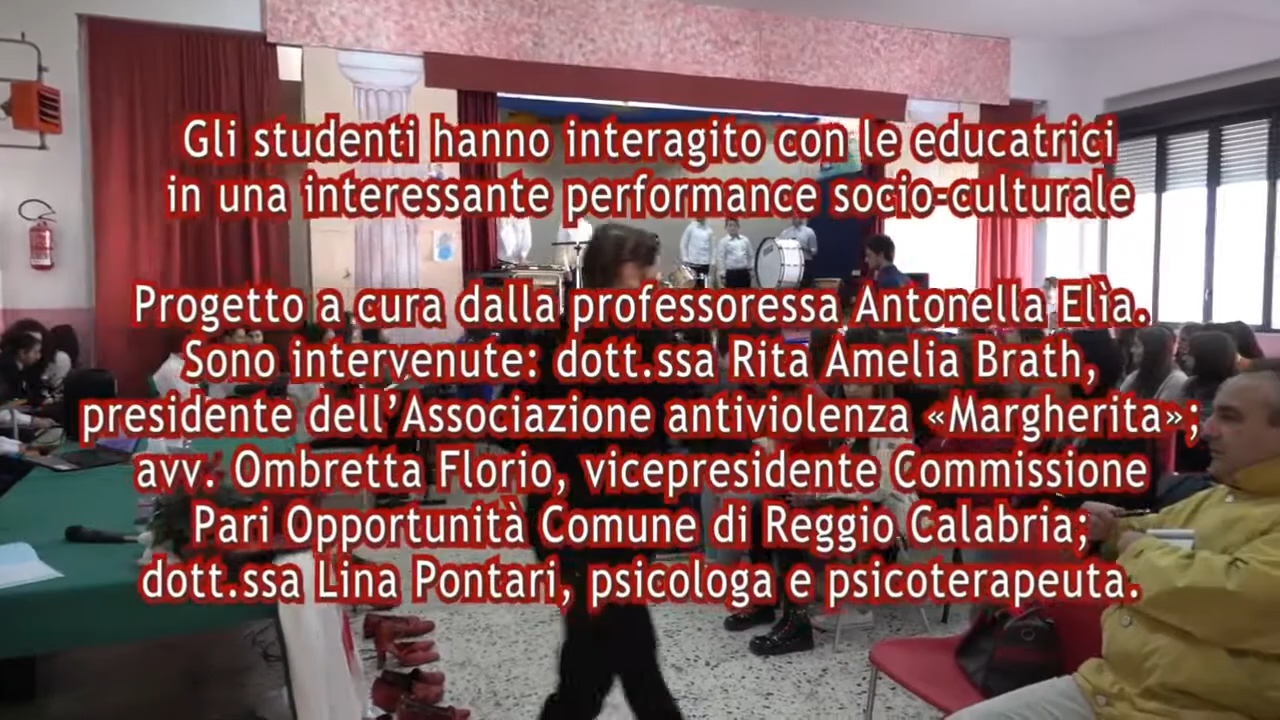 Gli studenti hanno interagito con le educatrici
in una interessante performance socio-culturale
Progetto a cura dalla professoressa Antonella Elìa.
Sono intervenute: dott.ssa Rita Amelia Brath,
presidente dell’Associazione antiviolenza «Margherita»;
avv. Ombretta Florio, vicepresidente Commissione
Pari Opportunità Comune di Reggio Calabria;
dott.ssa Lina Pontari, psicologa e psicoterapeuta.